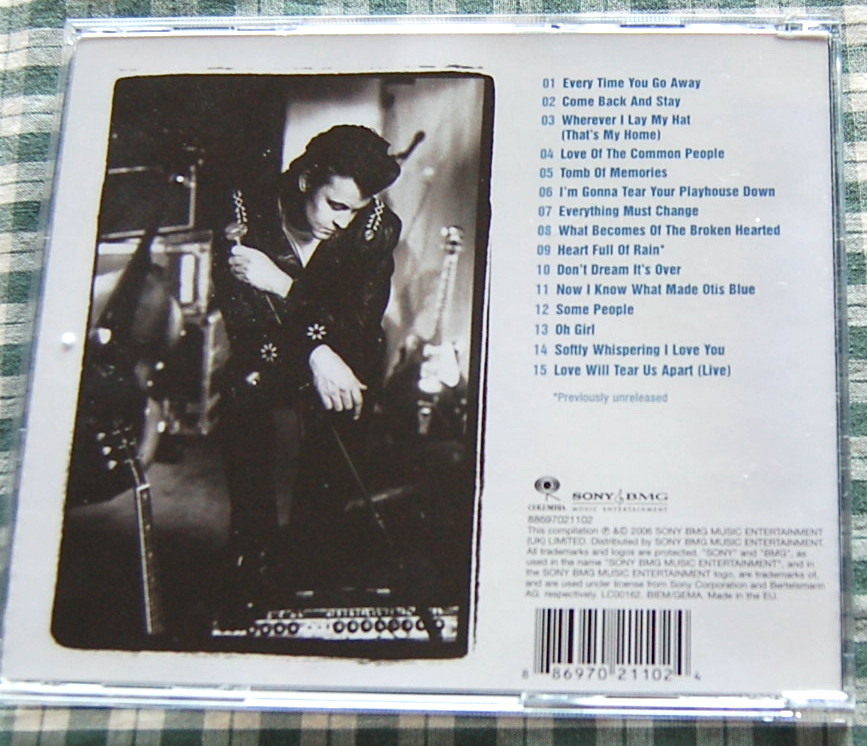 01 Every Time You Go Away
02 Come Back And Stay
03 Wherever I Lay My Hat
(That's My Home)
04 Love Of The Common People
05 Tomb Of Memories
06 I'm Gonna Tear Your Playhouse Down
07 Everything Must Change
08 What Becomes Of The Broken Hearted
09 Heart Full Of Rain*
10 Don't Dream It's Over
11 Now I Know What Made Otis Blue
12 Some People
13 Oh Girl
14 Softly Whispering I Love You
15 Love Will Tear Us Apart (Live)
*Previously unreleased
COLUMBIA
SONY BMG
MUSIC ENTERTAINMENT
88697021102
This compilation ℗ &© 2006 SONY BMG MUSIC ENTERTAINMENT
(UK) LIMITED. Distributed by SONY BMG MUSIC ENTERTAINMENT.
All trademarks and logos are protected. "SONY" and "BMG", as
used in the name "SONY BMG MUSIC ENTERTAINMENT", and in
the SONY BMG MUSIC ENTERTAINMENT logo, are trademarks of,
and are used under license from Sony Corporation and Bertelsmann
AG, respectively. LC00162. BIEM/GEMA. Made in the EU.
8 86970 21102 4